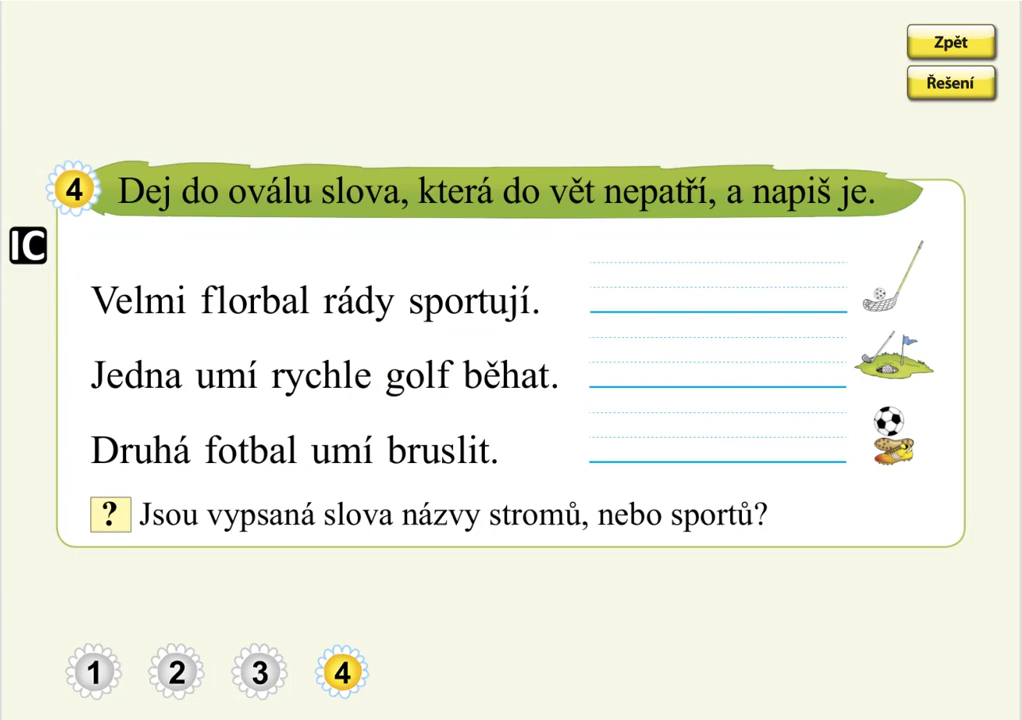 Zpět
Řešení
4 Dej do oválu slova, která do vět nepatří, a napiš je.
IC
Velmi florbal rády sportují.
Jedna umí rychle golf běhat.
Druhá fotbal umí bruslit.
? Jsou vypsaná slova názvy stromů, nebo sportů?
1 2 3 4